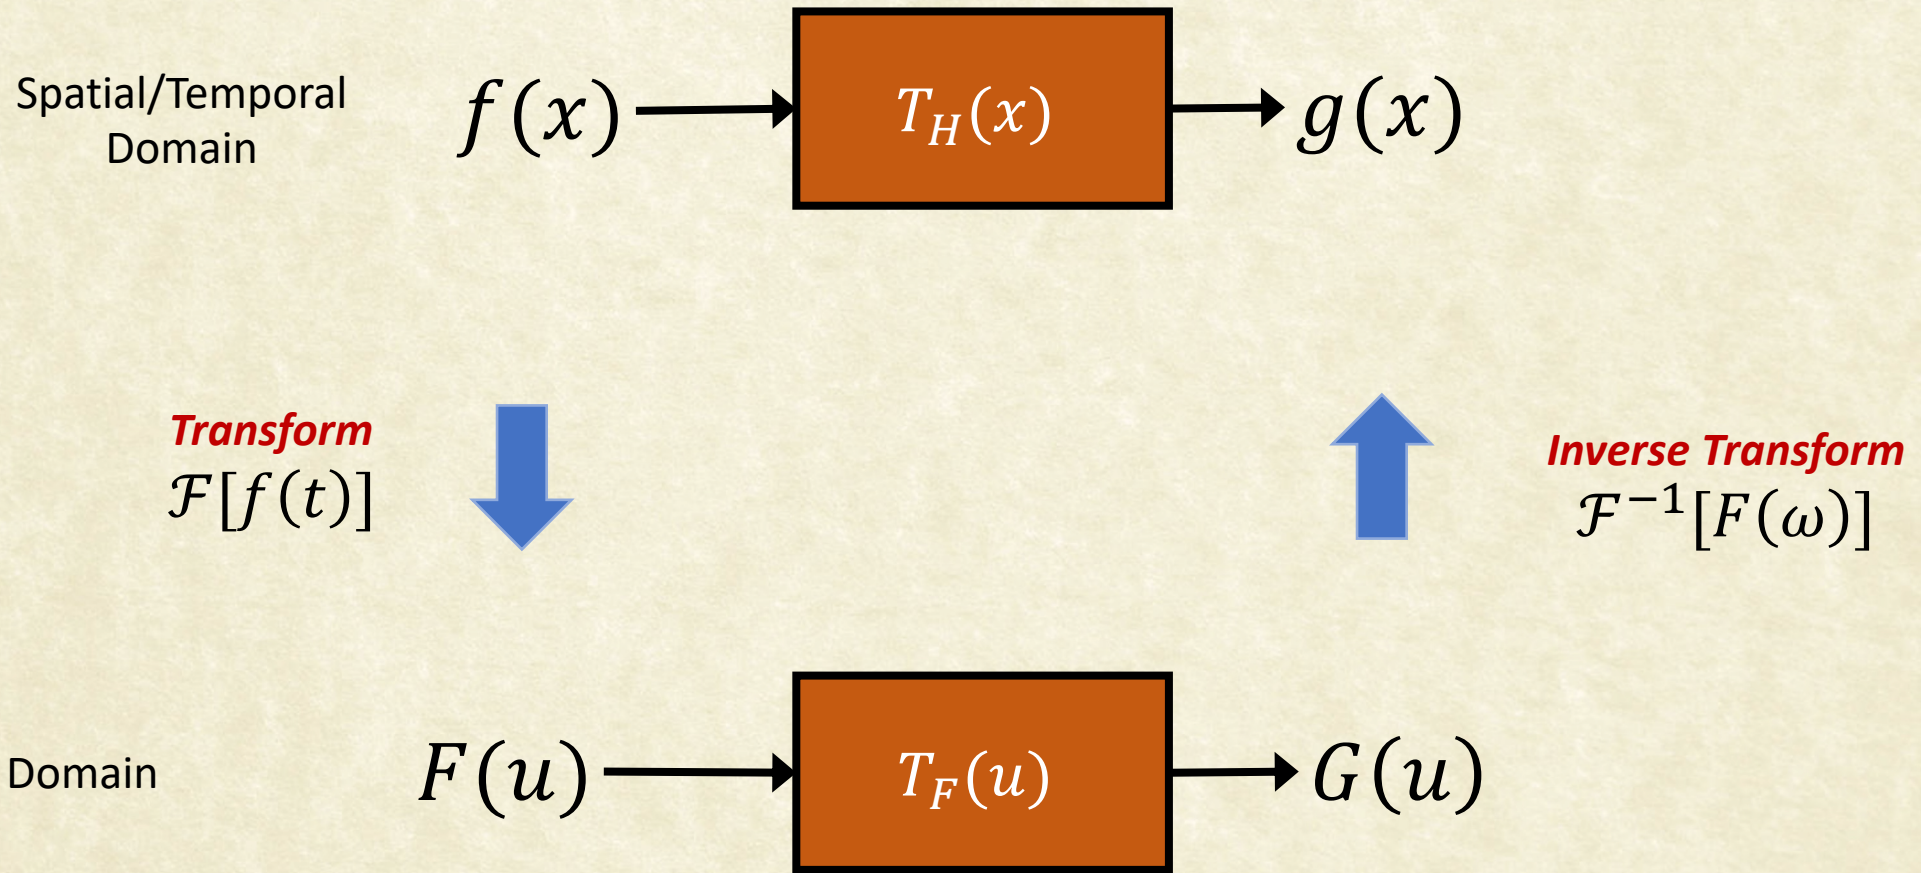 Spatial/Temporal
Domain
f(x)
T_H(x)
g(x)
Transform
ℱ[f(t)]
Inverse Transform
ℱ⁻¹[F(ω)]
Domain
F(u)
T_F(u)
G(u)